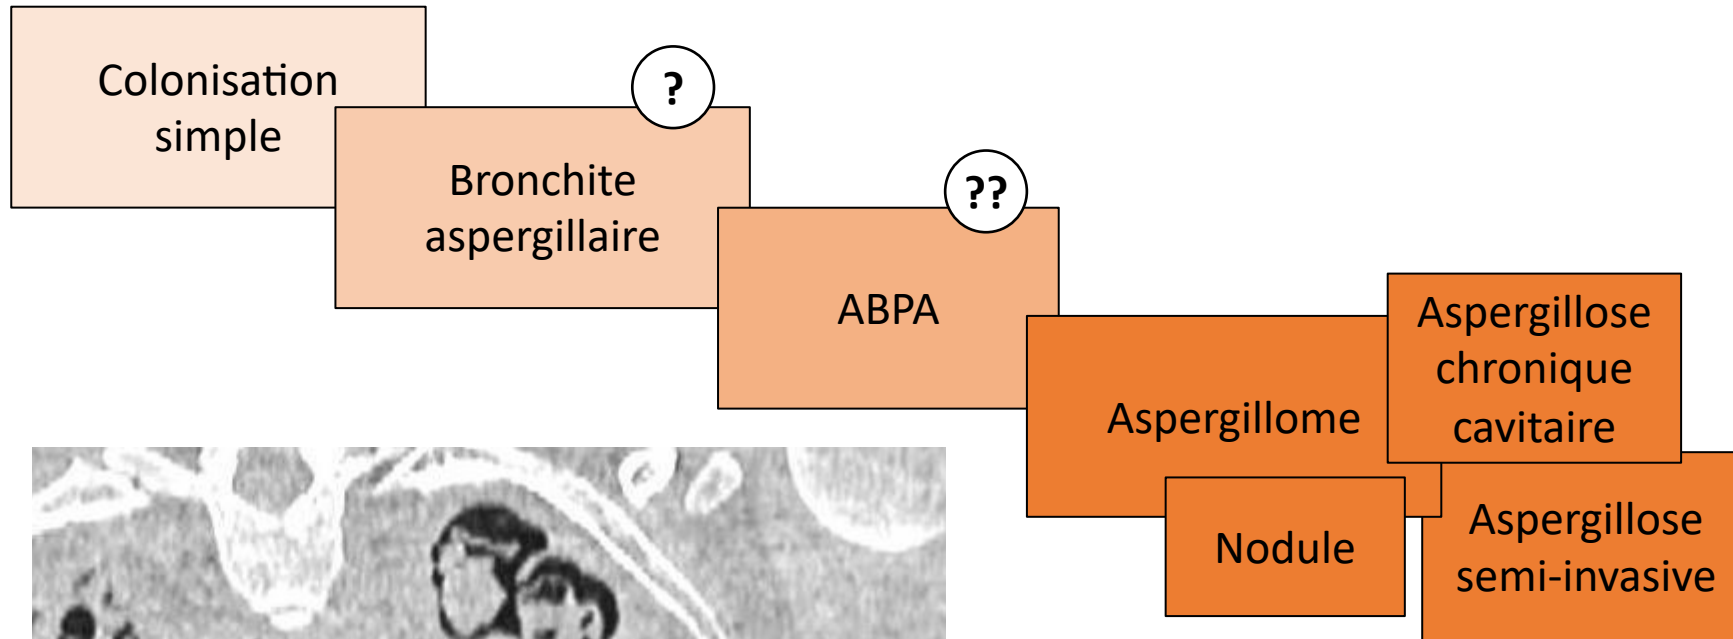 Colonisation
simple
?
Bronchite
aspergillaire
??
ABPA
Aspergillome
Aspergillose
chronique
cavitaire
Nodule
Aspergillose
semi-invasive